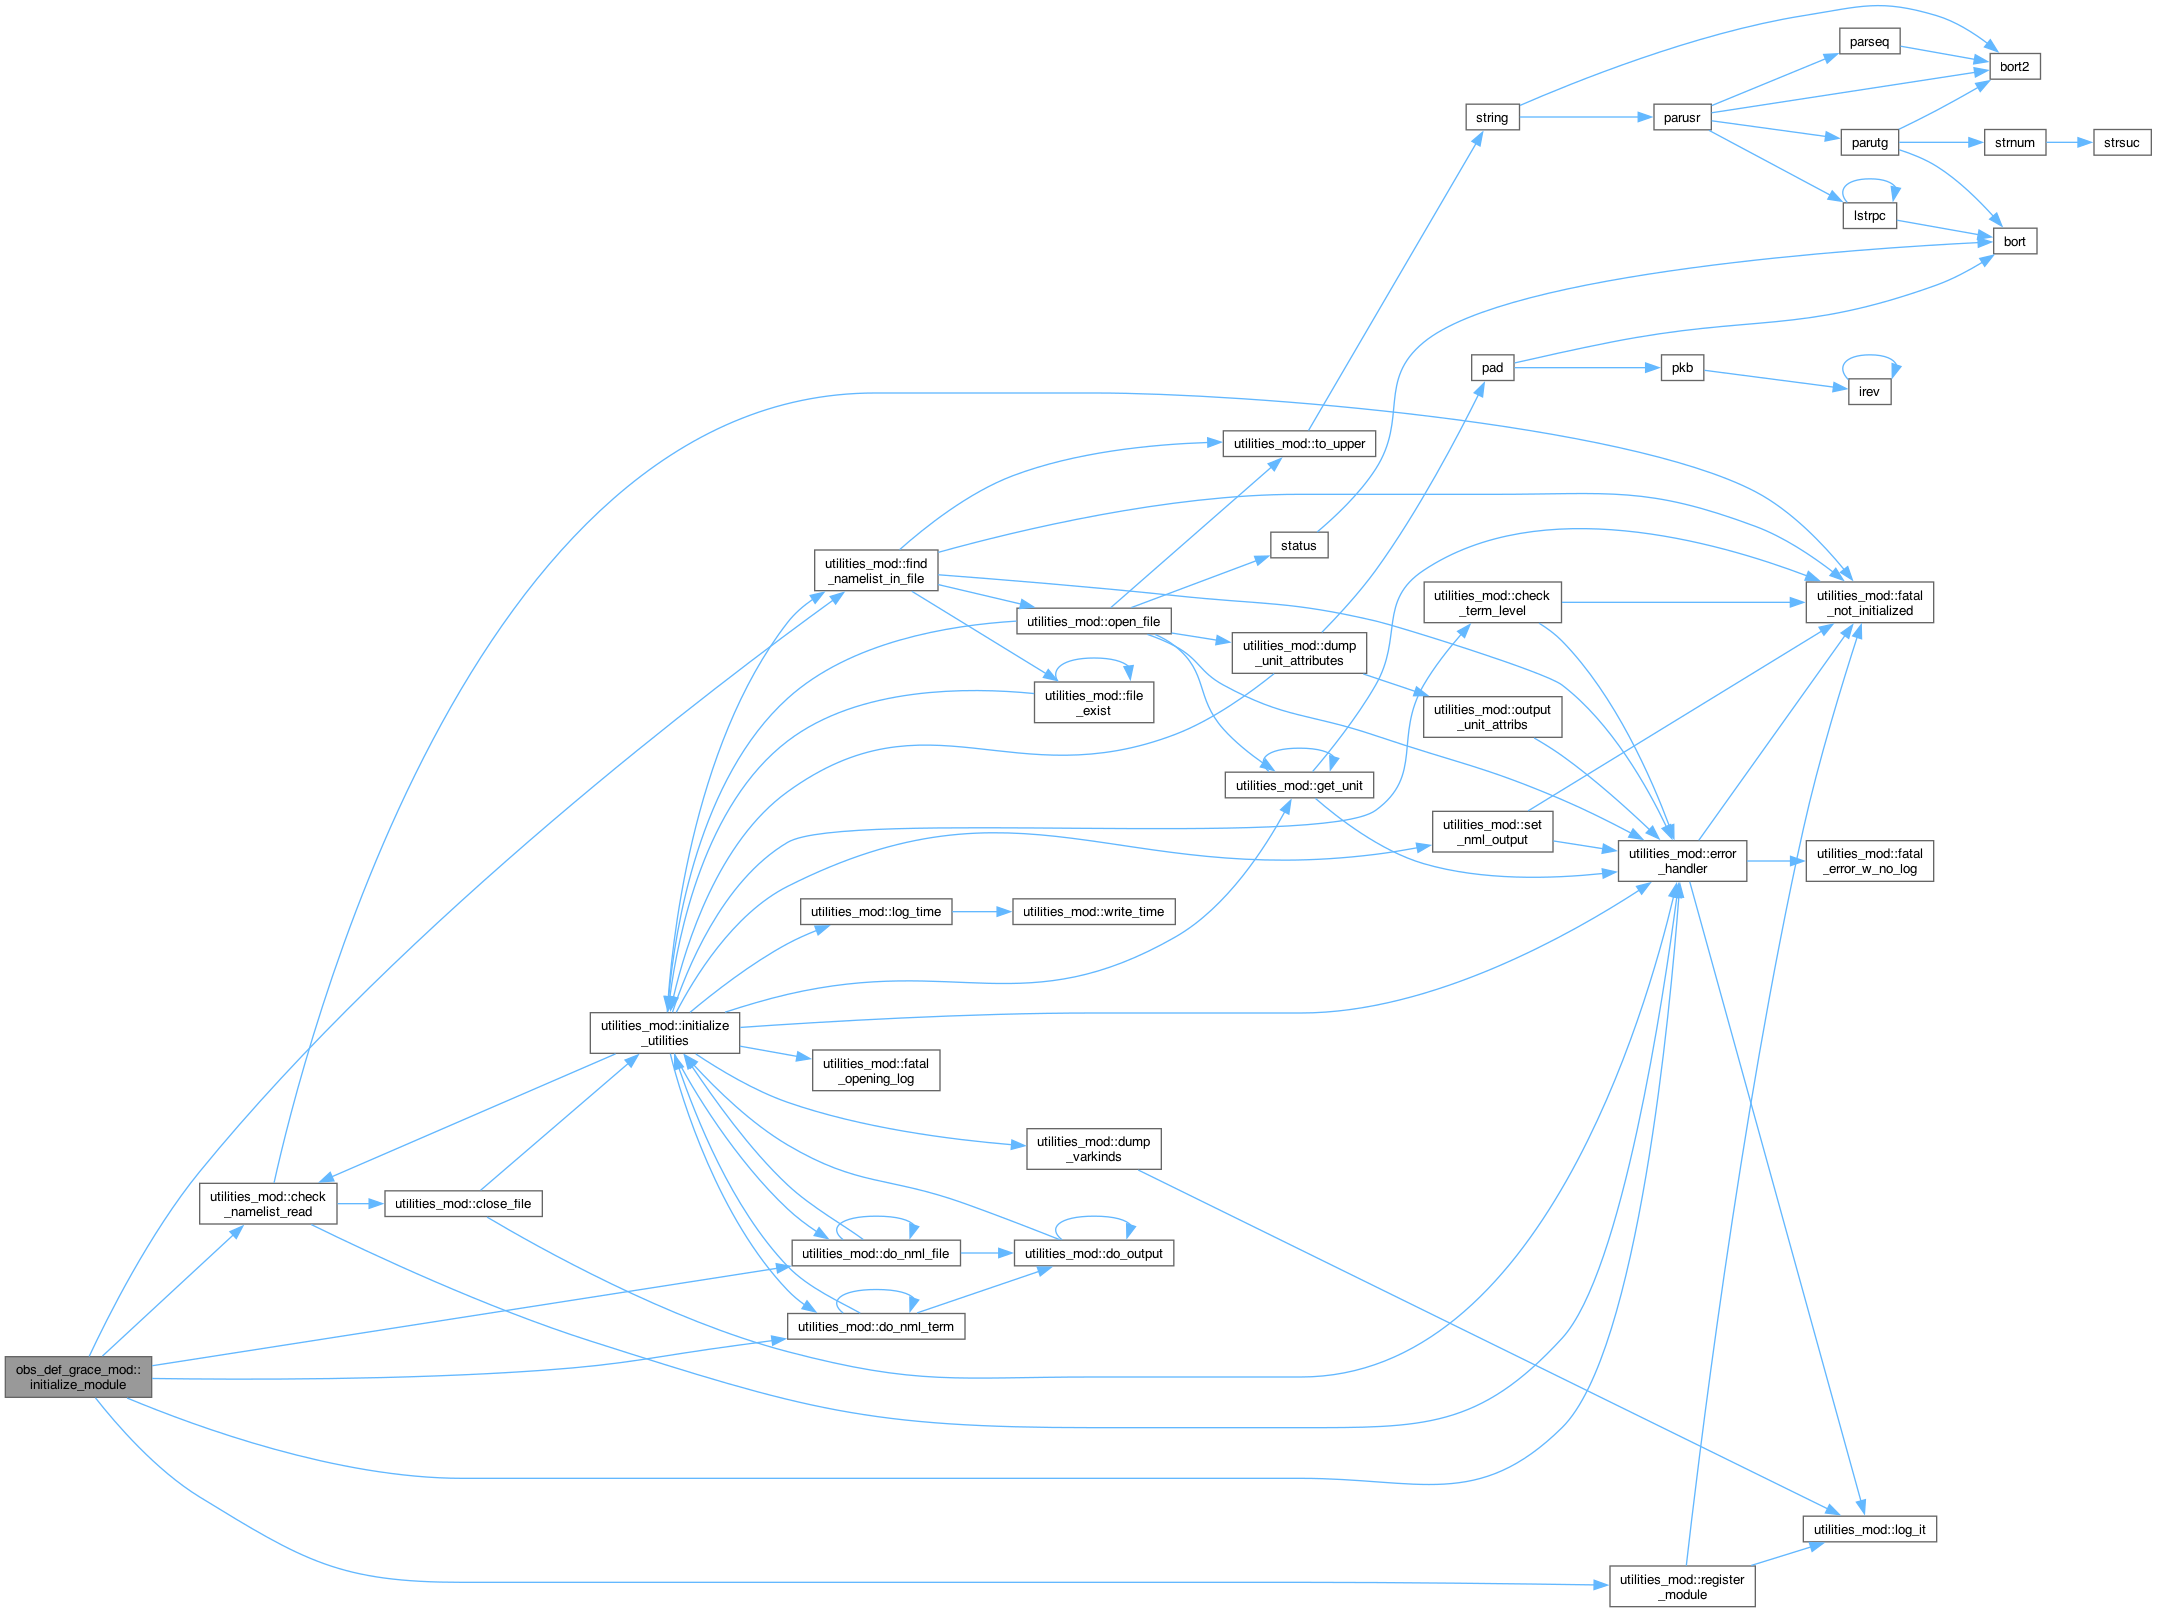 parseq
bort2
string
parusr
parutg
strnum
strsuc
lstrpc
bort
pad
pkb
irev
utilities_mod::to_upper
status
utilities_mod::find
_namelist_in_file
utilities_mod::check
_term_level
utilities_mod::fatal
_not_initialized
utilities_mod::open_file
utilities_mod::dump
_unit_attributes
utilities_mod::file
_exist
utilities_mod::output
_unit_attribs
utilities_mod::get_unit
utilities_mod::set
_nml_output
utilities_mod::error
_handler
utilities_mod::fatal
_error_w_no_log
utilities_mod::log_time
utilities_mod::write_time
utilities_mod::initialize
_utilities
utilities_mod::fatal
_opening_log
utilities_mod::dump
_varkinds
utilities_mod::check
_namelist_read
utilities_mod::close_file
utilities_mod::do_nml_file
utilities_mod::do_output
utilities_mod::do_nml_term
obs_def_grace_mod::
initialize_module
utilities_mod::log_it
utilities_mod::register
_module